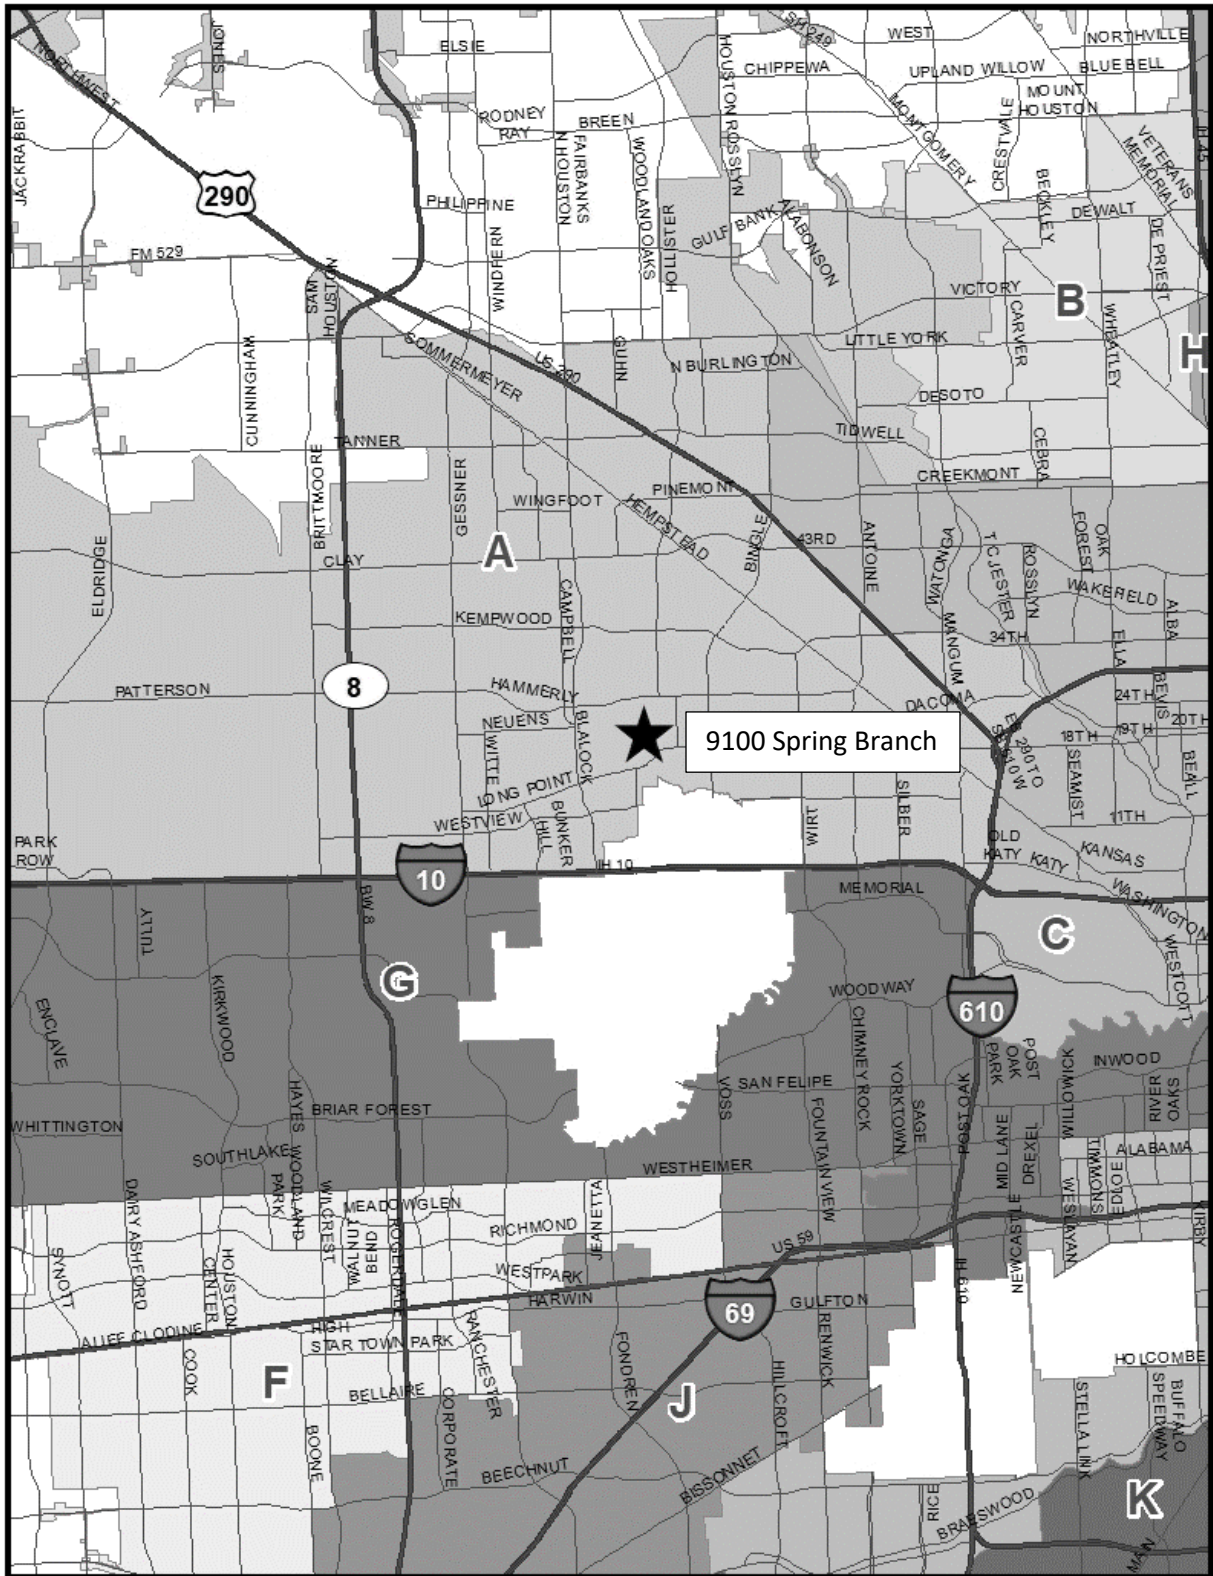 SH 249
WEST
NORTHVILLE
JONES
ELSIE
NORTHWEST
CHIPPEWA
UPLAND WILLOW
BLUE BELL
MOUNT
HOUSTON
HOUSTON ROSSLYN
MONTGOMERY
CRESTVALE
JACKRABBIT
RODNEY
RAY
BREEN
N HOUSTON
FAIRBANKS
WOODLAND OAKS
VETERANS
MEMORIAL
IH 45
290
PHILIPPINE
BECKLEY
DEWALT
DE PRIEST
GULF BANK
ALABONSON
HOLLISTER
WINDFERN
FM 529
SAM
HOUSTON
VICTORY
B
CARVER
WHEATLEY
CUNNINGHAM
SOMMERMEYER
US 290
GUHN
N BURLINGTON
LITTLE YORK
H
DESOTO
TIDWELL
CEBRA
TANNER
BRITTMOORE
GESSNER
CREEKMONT
PINEMONT
WINGFOOT
HEMPSTEAD
BINGLE
43RD
ANTOINE
WATONGA
T C JESTER
ROSSLYN
OAK
FOREST
A
CLAY
ELDRIDGE
WAKEFIELD
ALBA
CAMPBELL
KEMPWOOD
34TH
MANGUM
ELLA
8
PATTERSON
HAMMERLY
DACOMA
24TH
BEVIS
20TH
NEUENS
BLALOCK
9100 Spring Branch
18TH
19TH
WITTE
SEAMIST
BEALL
LONG POINT
SILBER
WESTVIEW
BUNKER
HILL
WIRT
11TH
PARK
ROW
OLD
KATY
KATY
KANSAS
IH 10
10
BW 8
MEMORIAL
WASHINGTON
TULLY
C
WESTCOTT
G
KIRKWOOD
WOODWAY
610
ENCLAVE
CHIMNEY ROCK
POST
OAK
PARK
YORKTOWN
WILLOWICK
INWOOD
VOSS
SAN FELIPE
SAGE
POST OAK
RIVER
OAKS
HAYES
BRIAR FOREST
WHITTINGTON
FOUNTAIN VIEW
MID LANE
DREXEL
SOUTHLAKE
WOODLAND
PARK
WESTHEIMER
ALABAMA
TIMMONS
EDLOE
WESLAYAN
DAIRY ASHFORD
WILCREST
MEADOWGLEN
ROGERDALE
WALNUT
BEND
RICHMOND
JEANETTA
NEWCASTLE
KIRBY
US 59
SYNOTT
HOUSTON
CENTER
WESTPARK
HARWIN
69
GULFTON
IH 610
ALIEF CLODINE
HIGH
STAR TOWN PARK
RANCHESTER
FONDREN
RENWICK
COOK
HOLCOMBE
F
BELLAIRE
CORPORATE
J
HILLCROFT
STELLA LINK
BUFFALO
SPEEDWAY
BOONE
BEECHNUT
BISSONNET
RICE
BRAESWOOD
K
MAIN